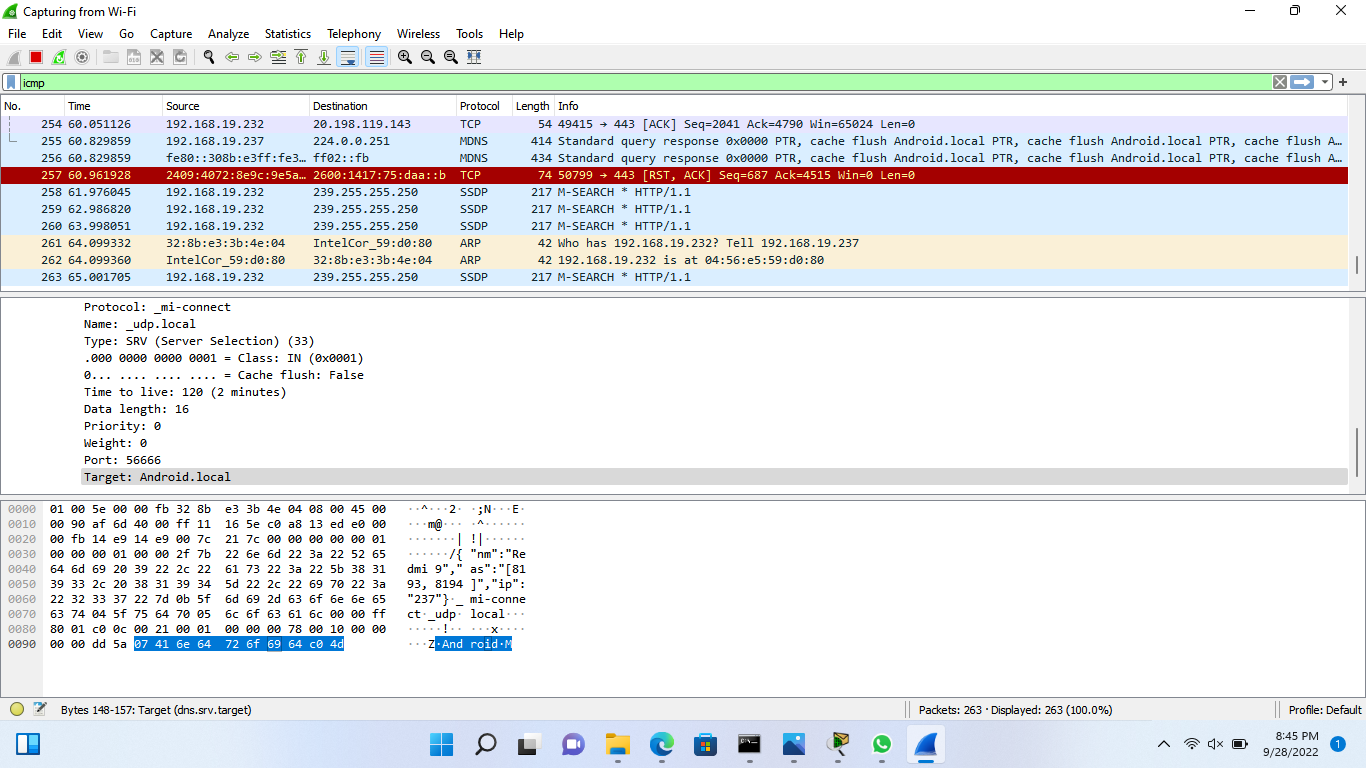 Capturing from Wi-Fi
File Edit View Go Capture Analyze Statistics Telephony Wireless Tools Help
icmp
No. Time Source Destination Protocol Length Info
254 60.051126 192.168.19.232 20.198.119.143 TCP 54 49415 → 443 [ACK] Seq=2041 Ack=4790 Win=65024 Len=0
255 60.829859 192.168.19.237 224.0.0.251 MDNS 414 Standard query response 0x0000 PTR, cache flush Android.local PTR, cache flush Android.local PTR, cache flush A...
256 60.829859 fe80::308b:e3ff:fe3... ff02::fb MDNS 434 Standard query response 0x0000 PTR, cache flush Android.local PTR, cache flush Android.local PTR, cache flush A...
257 60.961928 2409:4072:8e9c:9e5a... 2600:1417:75:daa::b TCP 74 50799 → 443 [RST, ACK] Seq=687 Ack=4515 Win=0 Len=0
258 61.976045 192.168.19.232 239.255.255.250 SSDP 217 M-SEARCH * HTTP/1.1
259 62.986820 192.168.19.232 239.255.255.250 SSDP 217 M-SEARCH * HTTP/1.1
260 63.998051 192.168.19.232 239.255.255.250 SSDP 217 M-SEARCH * HTTP/1.1
261 64.099332 32:8b:e3:3b:4e:04 IntelCor_59:d0:80 ARP 42 Who has 192.168.19.232? Tell 192.168.19.237
262 64.099360 IntelCor_59:d0:80 32:8b:e3:3b:4e:04 ARP 42 192.168.19.232 is at 04:56:e5:59:d0:80
263 65.001705 192.168.19.232 239.255.255.250 SSDP 217 M-SEARCH * HTTP/1.1
Protocol: _mi-connect
Name: _udp.local
Type: SRV (Server Selection) (33)
.000 0000 0000 0001 = Class: IN (0x0001)
0... .... .... .... = Cache flush: False
Time to live: 120 (2 minutes)
Data length: 16
Priority: 0
Weight: 0
Port: 56666
Target: Android.local
0000 01 00 5e 00 00 fb 32 8b e3 3b 4e 04 08 00 45 00 ··^···2· ·;N···E·
0010 00 90 af 6d 40 00 ff 11 16 5e c0 a8 13 ed e0 00 ···m@··· ·^······
0020 00 fb 14 e9 14 e9 00 7c 21 7c 00 00 00 00 00 01 ·······| !|······
0030 00 00 00 01 00 00 2f 7b 22 6e 6d 22 3a 22 52 65 ······/{ "nm":"Re
0040 64 6d 69 20 39 22 2c 22 61 73 22 3a 22 5b 38 31 dmi 9"," as":"[81
0050 39 33 2c 20 38 31 39 34 5d 22 2c 22 69 70 22 3a 93, 8194 ]","ip":
0060 22 32 33 37 22 7d 0b 5f 6d 69 2d 63 6f 6e 6e 65 "237"}·_ mi-conne
0070 63 74 04 5f 75 64 70 05 6c 6f 63 61 6c 00 00 ff ct·_udp· local···
0080 80 01 c0 0c 00 21 00 01 00 00 00 78 00 10 00 00 ·····!·· ···x····
0090 00 00 dd 5a 07 41 6e 64 72 6f 69 64 c0 4d ···Z·And roid·M
Bytes 148-157: Target (dns.srv.target) Packets: 263 · Displayed: 263 (100.0%) Profile: Default
8:45 PM
9/28/2022
1